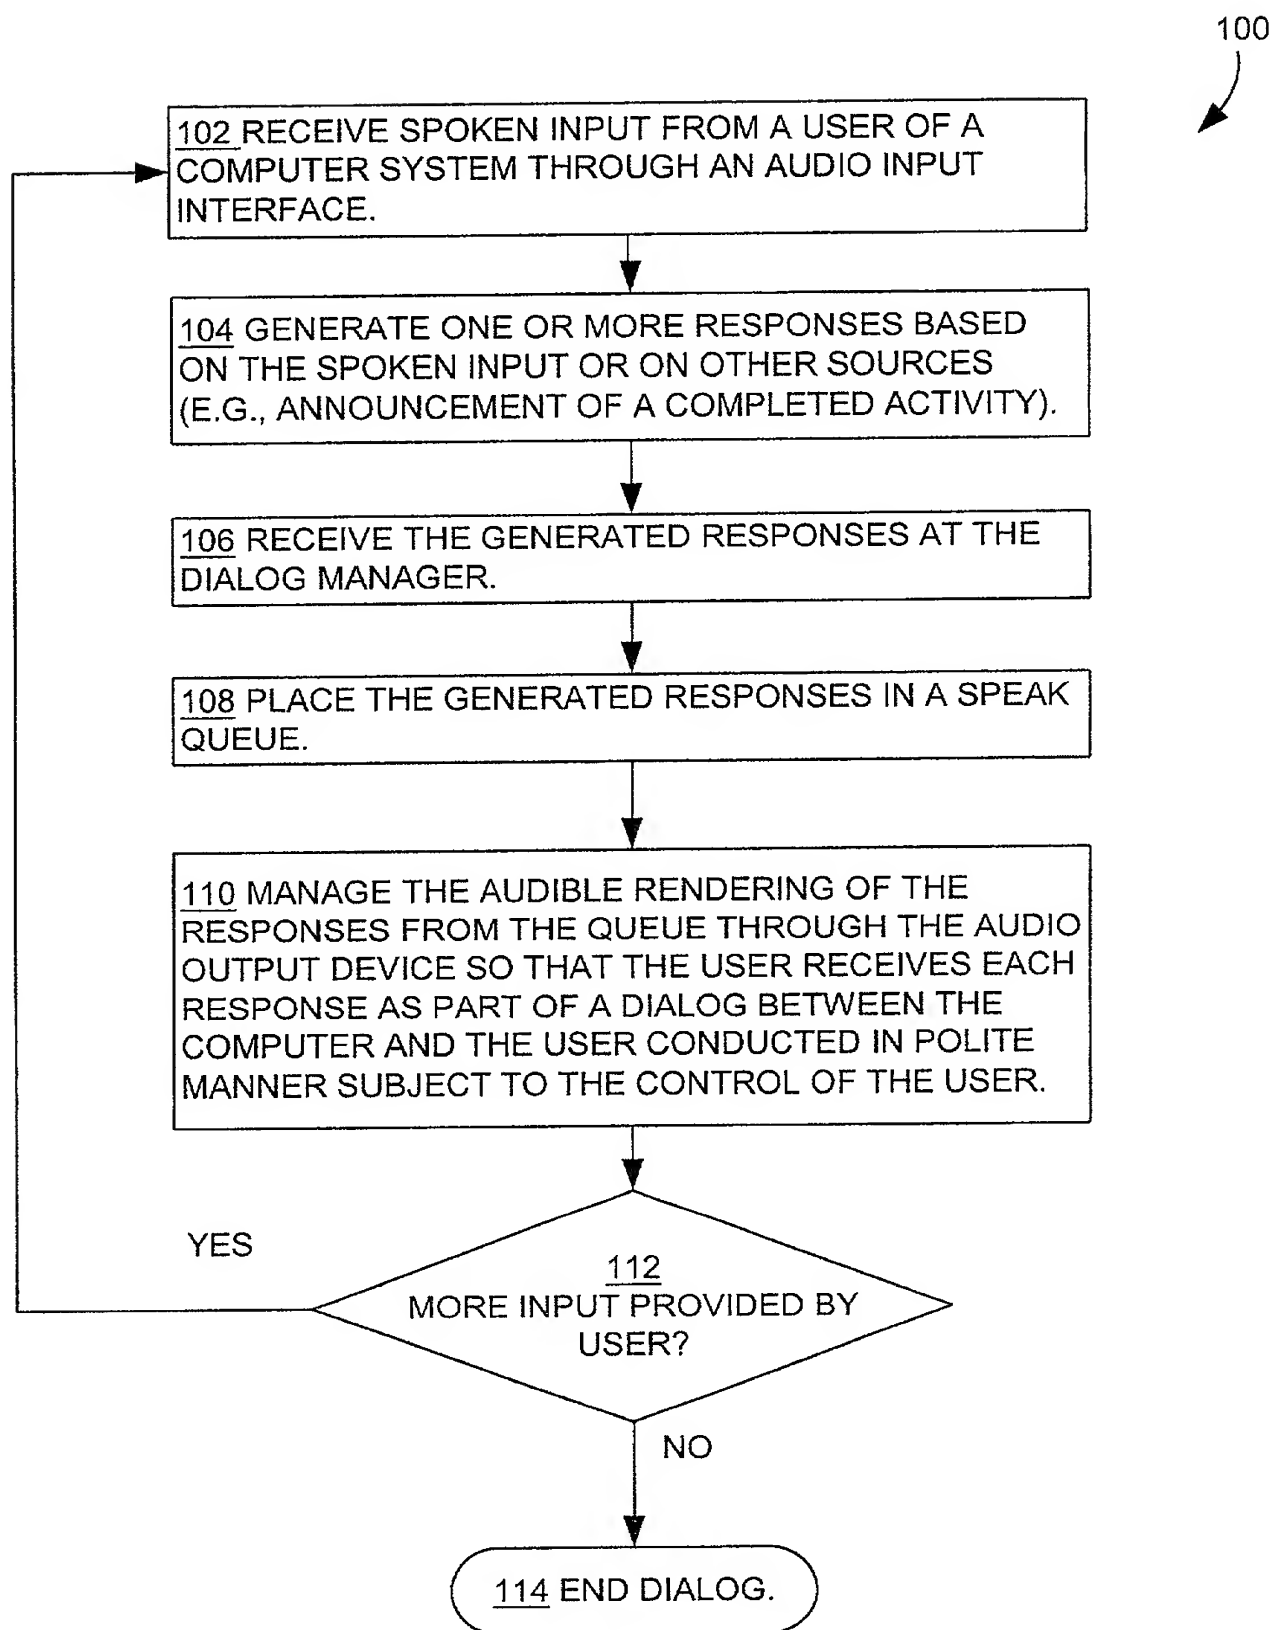 100
102 RECEIVE SPOKEN INPUT FROM A USER OF A
COMPUTER SYSTEM THROUGH AN AUDIO INPUT
INTERFACE.
104 GENERATE ONE OR MORE RESPONSES BASED
ON THE SPOKEN INPUT OR ON OTHER SOURCES
(E.G., ANNOUNCEMENT OF A COMPLETED ACTIVITY).
106 RECEIVE THE GENERATED RESPONSES AT THE
DIALOG MANAGER.
108 PLACE THE GENERATED RESPONSES IN A SPEAK
QUEUE.
110 MANAGE THE AUDIBLE RENDERING OF THE
RESPONSES FROM THE QUEUE THROUGH THE AUDIO
OUTPUT DEVICE SO THAT THE USER RECEIVES EACH
RESPONSE AS PART OF A DIALOG BETWEEN THE
COMPUTER AND THE USER CONDUCTED IN POLITE
MANNER SUBJECT TO THE CONTROL OF THE USER.
YES
112
MORE INPUT PROVIDED BY
USER?
NO
114 END DIALOG.